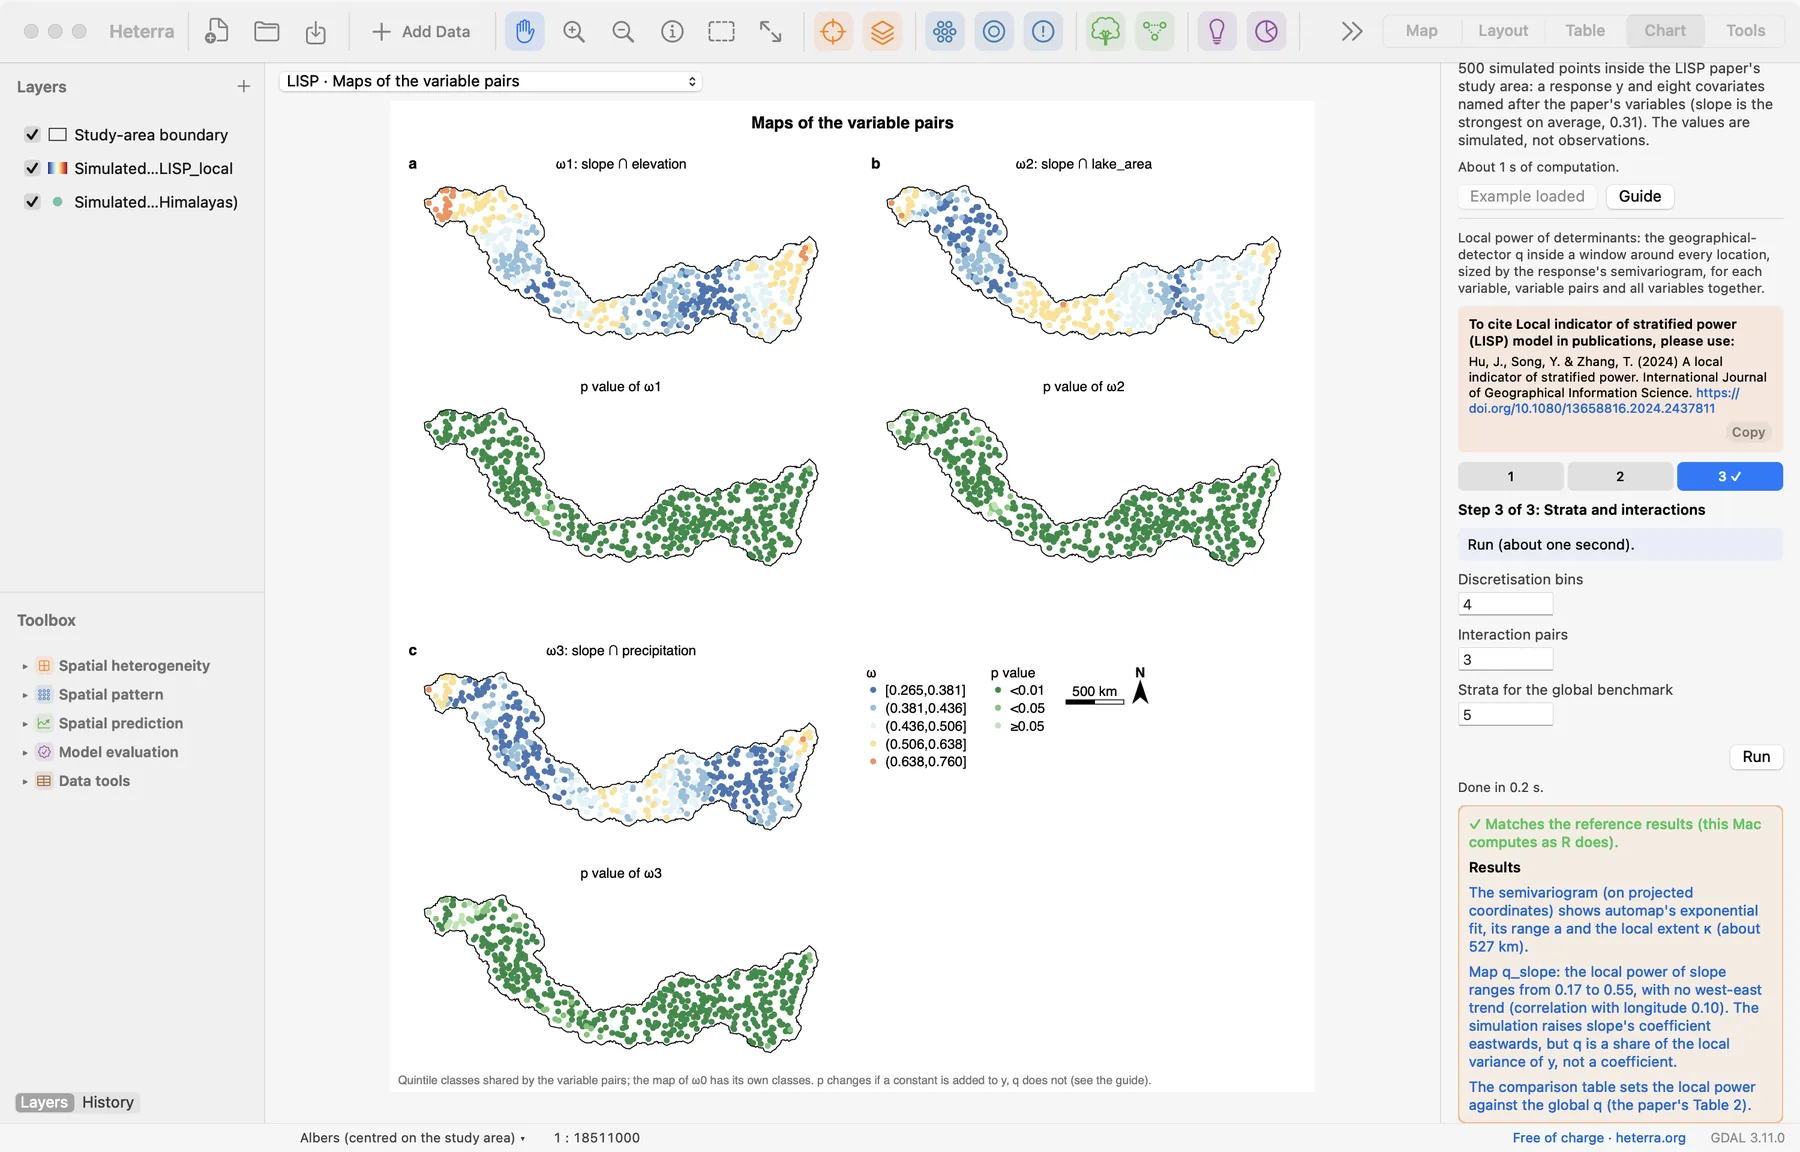 Heterra
Add Data
Map
Layout
Table
Chart
Tools
Layers
Study-area boundary
Simulated...LISP_local
Simulated...Himalayas)
Toolbox
Spatial heterogeneity
Spatial pattern
Spatial prediction
Model evaluation
Data tools
Layers
History
LISP · Maps of the variable pairs
Maps of the variable pairs
a
ω1: slope ∩ elevation
b
ω2: slope ∩ lake_area
p value of ω1
p value of ω2
c
ω3: slope ∩ precipitation
ω
[0.265,0.381]
(0.381,0.436]
(0.436,0.506]
(0.506,0.638]
(0.638,0.760]
p value
<0.01
<0.05
≥0.05
500 km
N
p value of ω3
Quintile classes shared by the variable pairs; the map of ω0 has its own classes. p changes if a constant is added to y, q does not (see the guide).
Albers (centred on the study area)
1 : 18511000
500 simulated points inside the LISP paper's
study area: a response y and eight covariates
named after the paper's variables (slope is the
strongest on average, 0.31). The values are
simulated, not observations.
About 1 s of computation.
Example loaded
Guide
Local power of determinants: the geographical-
detector q inside a window around every location,
sized by the response's semivariogram, for each
variable, variable pairs and all variables together.
To cite Local indicator of stratified power
(LISP) model in publications, please use:
Hu, J., Song, Y. & Zhang, T. (2024) A local
indicator of stratified power. International Journal
of Geographical Information Science. https://
doi.org/10.1080/13658816.2024.2437811
Copy
1
2
3 ✓
Step 3 of 3: Strata and interactions
Run (about one second).
Discretisation bins
4
Interaction pairs
3
Strata for the global benchmark
5
Run
Done in 0.2 s.
✓ Matches the reference results (this Mac
computes as R does).
Results
The semivariogram (on projected
coordinates) shows automap's exponential
fit, its range a and the local extent κ (about
527 km).
Map q_slope: the local power of slope
ranges from 0.17 to 0.55, with no west-east
trend (correlation with longitude 0.10). The
simulation raises slope's coefficient
eastwards, but q is a share of the local
variance of y, not a coefficient.
The comparison table sets the local power
against the global q (the paper's Table 2).
Free of charge · heterra.org
GDAL 3.11.0